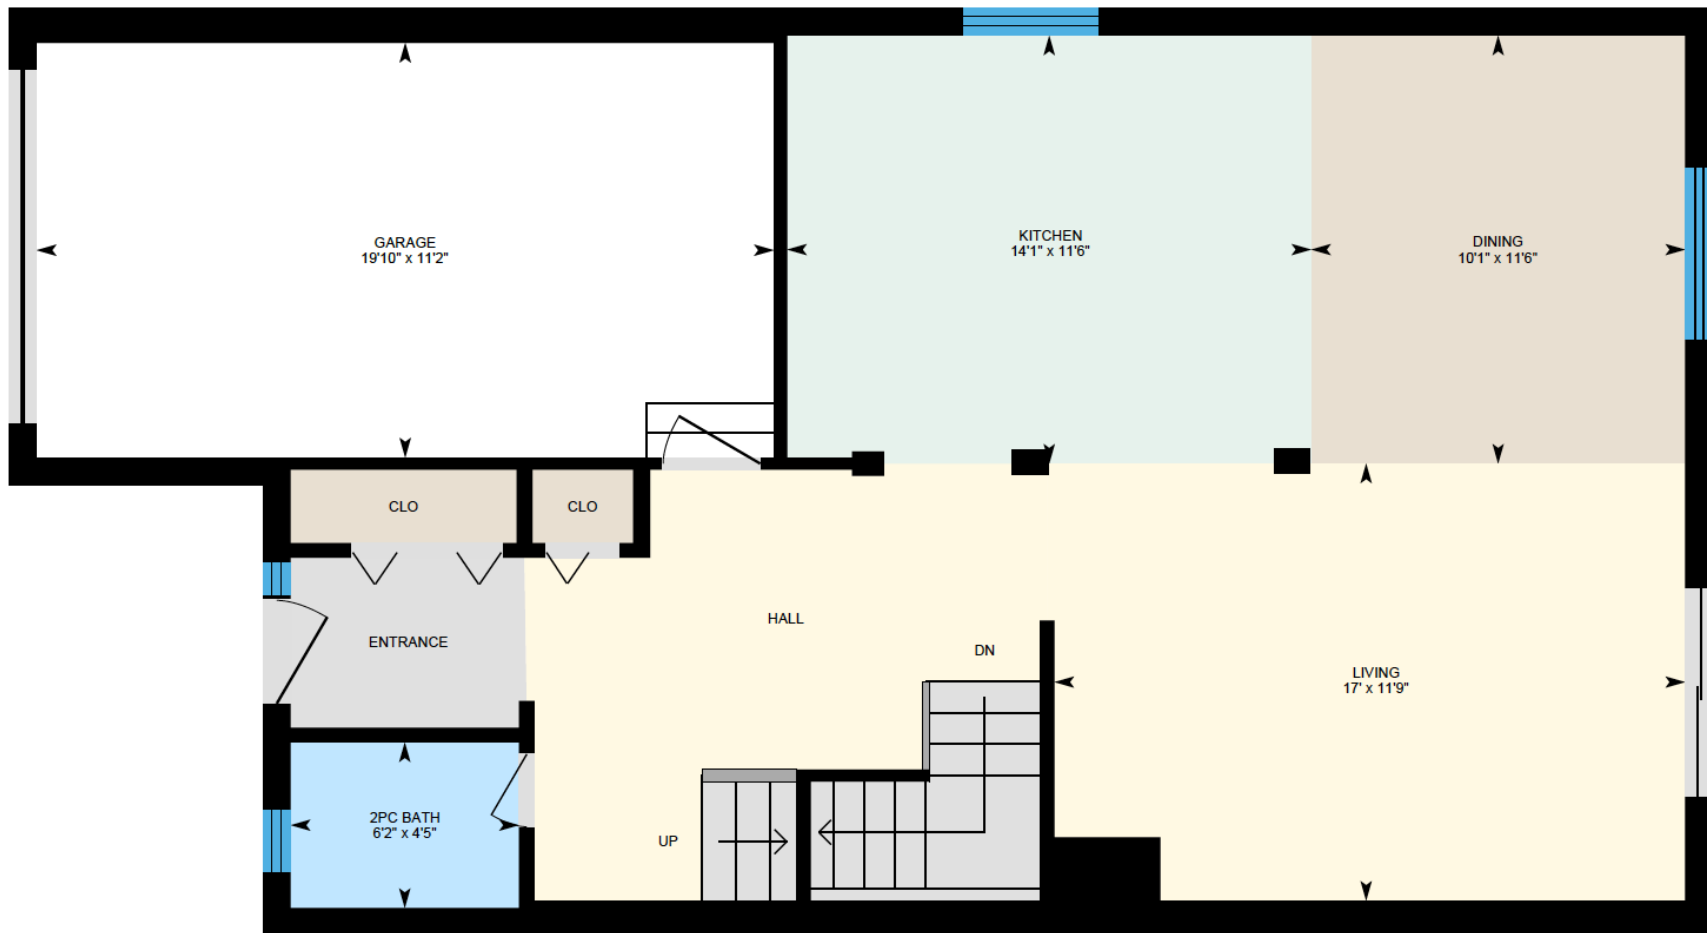 GARAGE
19'10" x 11'2"
KITCHEN
14'1" x 11'6"
DINING
10'1" x 11'6"
CLO
CLO
HALL
ENTRANCE
DN
LIVING
17' x 11'9"
2PC BATH
6'2" x 4'5"
UP